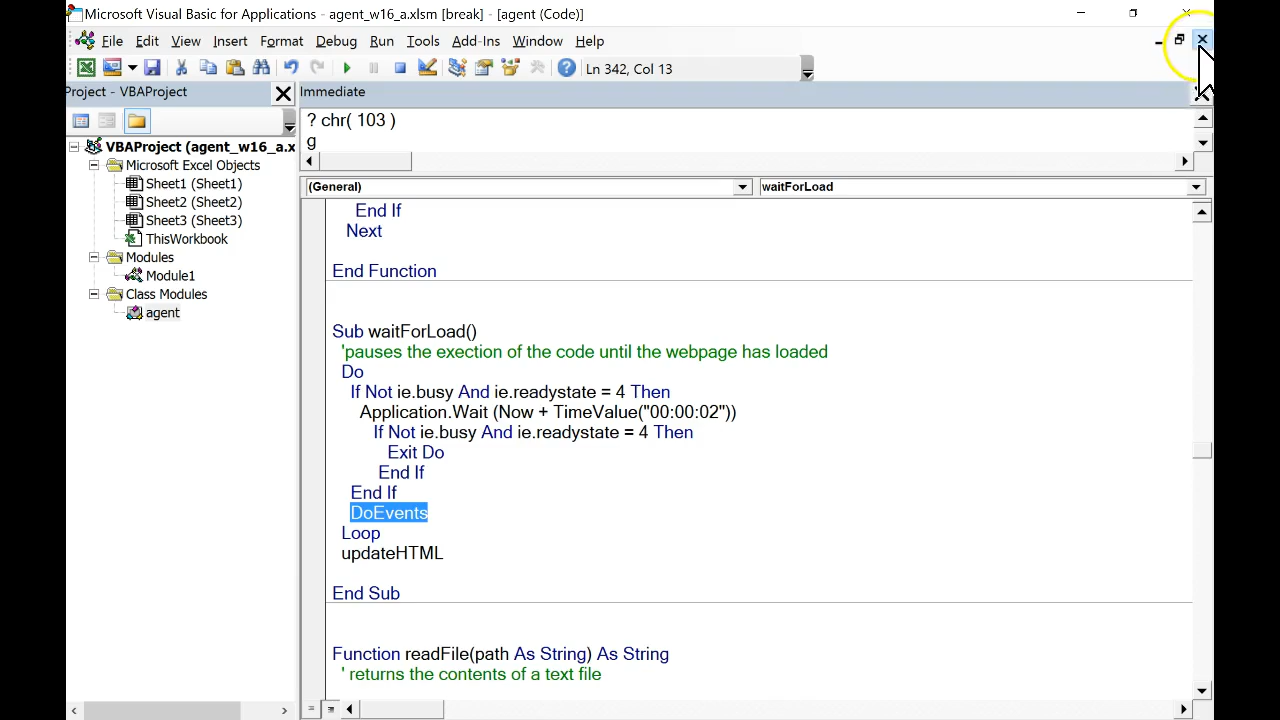 Microsoft Visual Basic for Applications - agent_w16_a.xlsm [break] - [agent (Code)]
File Edit View Insert Format Debug Run Tools Add-Ins Window Help
Ln 342, Col 13
Project - VBAProject
Immediate
? chr( 103 )
g
VBAProject (agent_w16_a.x
Microsoft Excel Objects
Sheet1 (Sheet1)
Sheet2 (Sheet2)
Sheet3 (Sheet3)
ThisWorkbook
Modules
Module1
Class Modules
agent
(General)
waitForLoad
End If
Next
End Function
Sub waitForLoad()
'pauses the exection of the code until the webpage has loaded
Do
If Not ie.busy And ie.readystate = 4 Then
Application.Wait (Now + TimeValue("00:00:02"))
If Not ie.busy And ie.readystate = 4 Then
Exit Do
End If
End If
DoEvents
Loop
updateHTML
End Sub
Function readFile(path As String) As String
' returns the contents of a text file